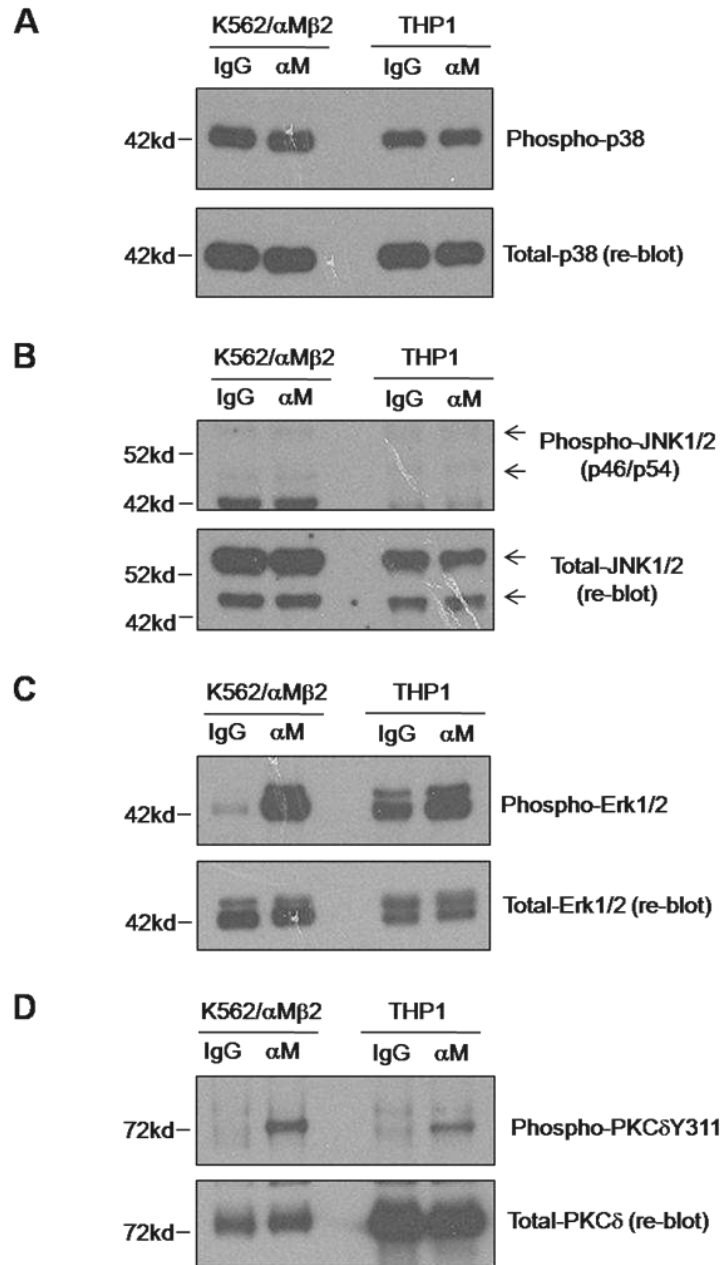 A
K562/αMβ2 THP1
IgG αM IgG αM
42kd Phospho-p38
42kd Total-p38 (re-blot)
B
K562/αMβ2 THP1
IgG αM IgG αM
52kd Phospho-JNK1/2
(p46/p54)
42kd
52kd Total-JNK1/2
(re-blot)
42kd
C
K562/αMβ2 THP1
IgG αM IgG αM
42kd Phospho-Erk1/2
42kd Total-Erk1/2 (re-blot)
D
K562/αMβ2 THP1
IgG αM IgG αM
72kd Phospho-PKCδY311
72kd Total-PKCδ (re-blot)